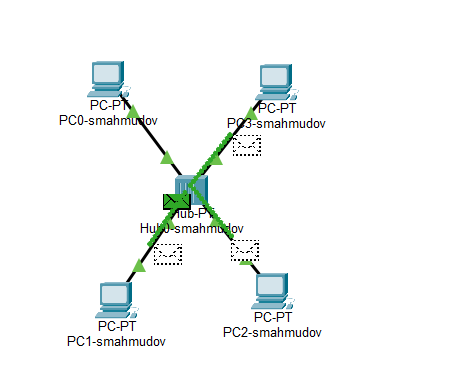 PC-PT
PC0-smahmudov
PC-PT
PC3-smahmudov
Hub-PT
Hub0-smahmudov
PC-PT
PC1-smahmudov
PC-PT
PC2-smahmudov